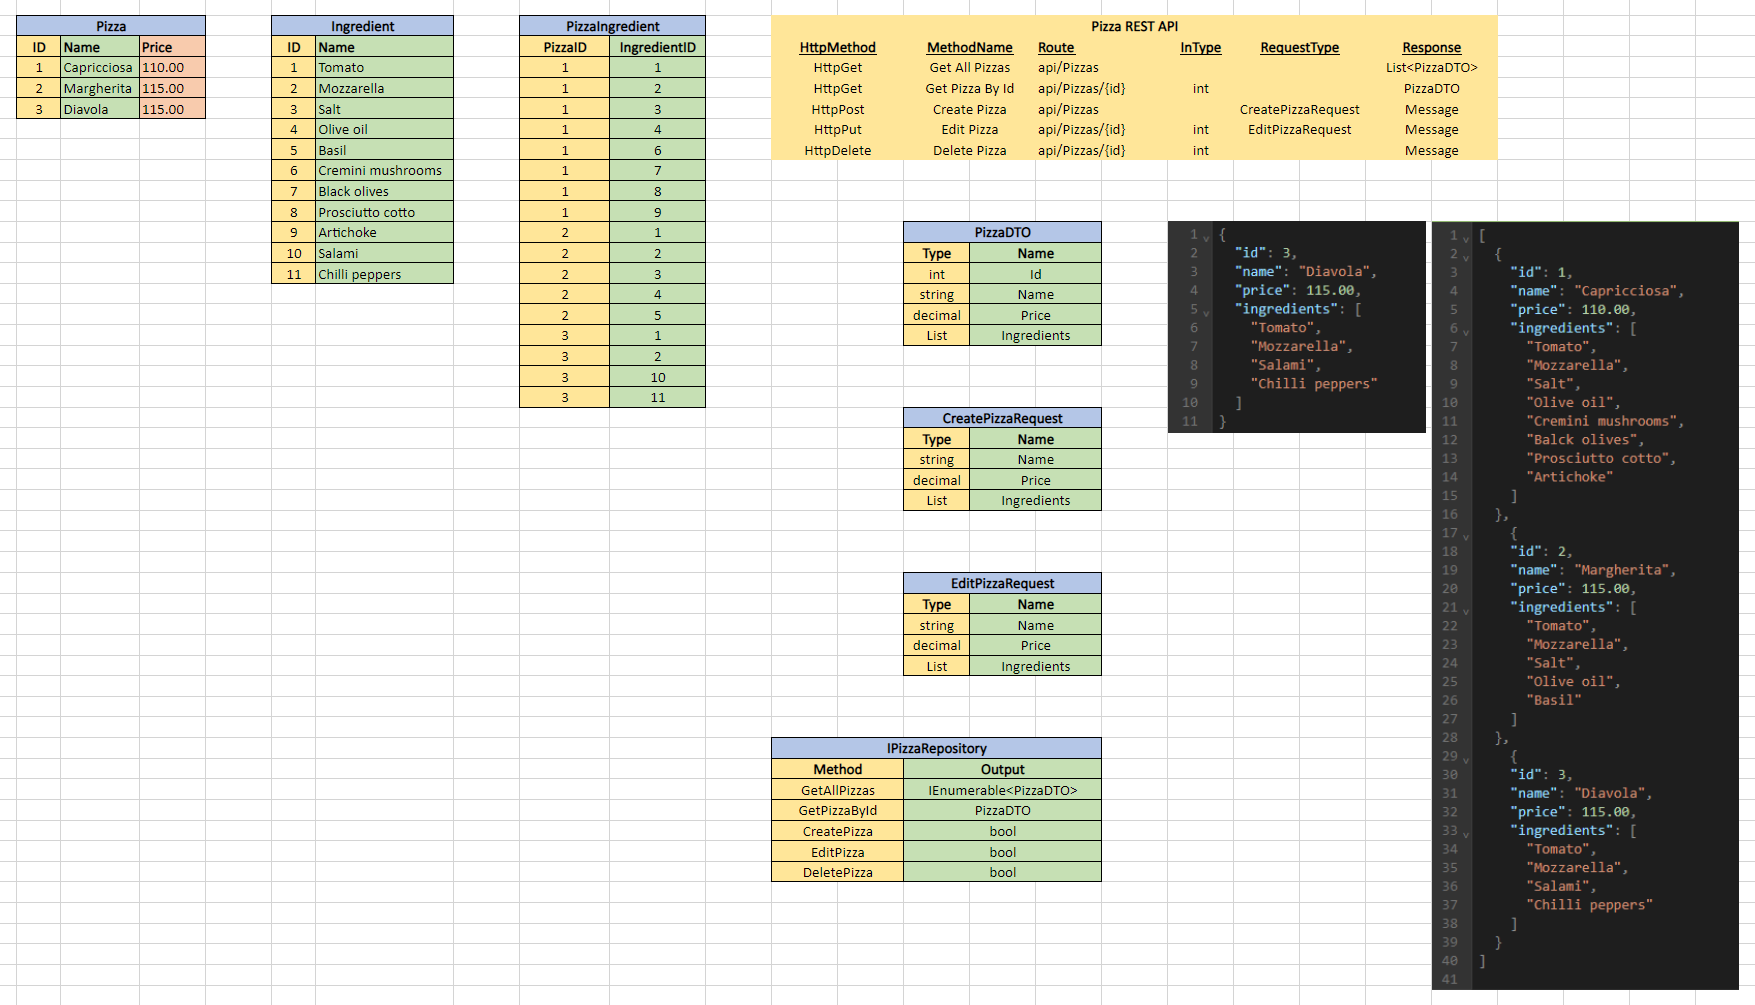 Pizza
ID Name Price
1 Capricciosa 110.00
2 Margherita 115.00
3 Diavola 115.00
Ingredient
ID Name
1 Tomato
2 Mozzarella
3 Salt
4 Olive oil
5 Basil
6 Cremini mushrooms
7 Black olives
8 Prosciutto cotto
9 Artichoke
10 Salami
11 Chilli peppers
PizzaIngredient
PizzaID IngredientID
1 1
1 2
1 3
1 4
1 6
1 7
1 8
1 9
2 1
2 2
2 3
2 4
2 5
3 1
3 2
3 10
3 11
Pizza REST API
HttpMethod MethodName Route InType RequestType Response
HttpGet Get All Pizzas api/Pizzas List<PizzaDTO>
HttpGet Get Pizza By Id api/Pizzas/{id} int PizzaDTO
HttpPost Create Pizza api/Pizzas CreatePizzaRequest Message
HttpPut Edit Pizza api/Pizzas/{id} int EditPizzaRequest Message
HttpDelete Delete Pizza api/Pizzas/{id} int Message
PizzaDTO
Type Name
int Id
string Name
decimal Price
List Ingredients
CreatePizzaRequest
Type Name
string Name
decimal Price
List Ingredients
EditPizzaRequest
Type Name
string Name
decimal Price
List Ingredients
IPizzaRepository
Method Output
GetAllPizzas IEnumerable<PizzaDTO>
GetPizzaById PizzaDTO
CreatePizza bool
EditPizza bool
DeletePizza bool
1 {
2 "id": 3,
3 "name": "Diavola",
4 "price": 115.00,
5 "ingredients": [
6 "Tomato",
7 "Mozzarella",
8 "Salami",
9 "Chilli peppers"
10 ]
11 }
1 [
2 {
3 "id": 1,
4 "name": "Capricciosa",
5 "price": 110.00,
6 "ingredients": [
7 "Tomato",
8 "Mozzarella",
9 "Salt",
10 "Olive oil",
11 "Cremini mushrooms",
12 "Balck olives",
13 "Prosciutto cotto",
14 "Artichoke"
15 ]
16 },
17 {
18 "id": 2,
19 "name": "Margherita",
20 "price": 115.00,
21 "ingredients": [
22 "Tomato",
23 "Mozzarella",
24 "Salt",
25 "Olive oil",
26 "Basil"
27 ]
28 },
29 {
30 "id": 3,
31 "name": "Diavola",
32 "price": 115.00,
33 "ingredients": [
34 "Tomato",
35 "Mozzarella",
36 "Salami",
37 "Chilli peppers"
38 ]
39 }
40 ]
41